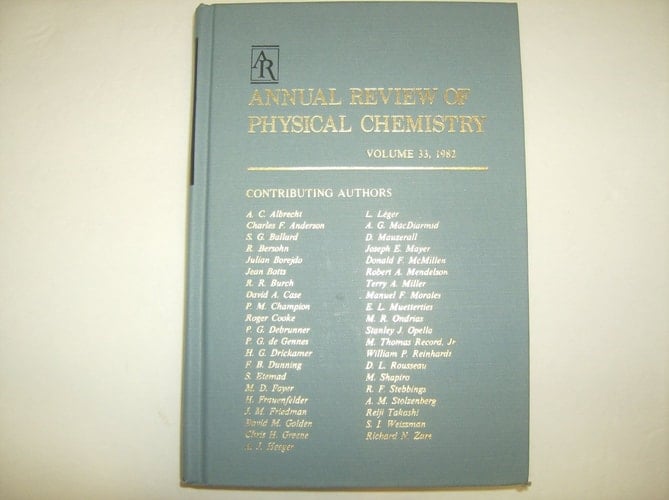 AR
ANNUAL REVIEW OF
PHYSICAL CHEMISTRY
VOLUME 33, 1982
CONTRIBUTING AUTHORS
A. C. Albrecht
Charles F. Anderson
S. G. Ballard
R. Bersohn
Julian Borejdo
Jean Botts
R. R. Burch
David A. Case
P. M. Champion
Roger Cooke
P. G. Debrunner
P. G. de Gennes
H. G. Drickamer
F. B. Dunning
S. Etemad
M. D. Fayer
H. Frauenfelder
J. M. Friedman
David M. Golden
Chris H. Greene
A. J. Heeger
L. Léger
A. G. MacDiarmid
D. Mauzerall
Joseph E. Mayer
Donald F. McMillen
Robert A. Mendelson
Terry A. Miller
Manuel F. Morales
E. L. Muetterties
M. R. Ondrias
Stanley J. Opella
M. Thomas Record, Jr
William P. Reinhardt
D. L. Rousseau
M. Shapiro
R. F. Stebbings
A. M. Stolzenberg
Reiji Takashi
S. I. Weissman
Richard N. Zare